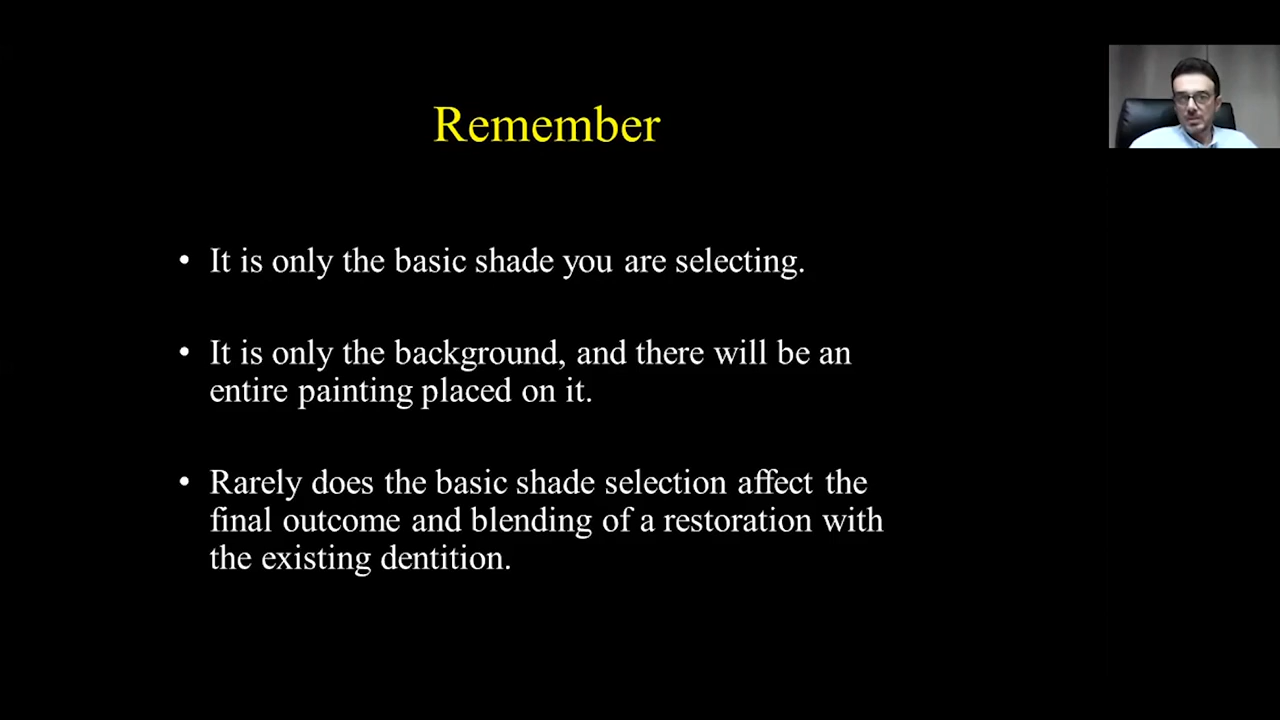 Remember
• It is only the basic shade you are selecting.
• It is only the background, and there will be an
entire painting placed on it.
• Rarely does the basic shade selection affect the
final outcome and blending of a restoration with
the existing dentition.